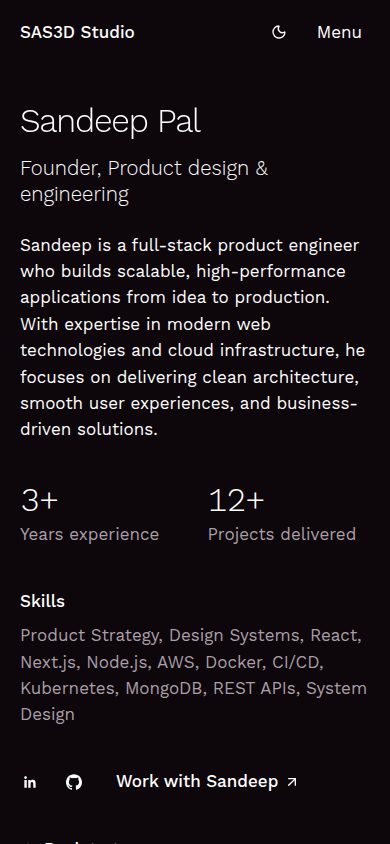 SAS3D Studio Menu
Sandeep Pal
Founder, Product design &
engineering
Sandeep is a full-stack product engineer
who builds scalable, high-performance
applications from idea to production.
With expertise in modern web
technologies and cloud infrastructure, he
focuses on delivering clean architecture,
smooth user experiences, and business-
driven solutions.
3+ 12+
Years experience Projects delivered
Skills
Product Strategy, Design Systems, React,
Next.js, Node.js, AWS, Docker, CI/CD,
Kubernetes, MongoDB, REST APIs, System
Design
in Work with Sandeep